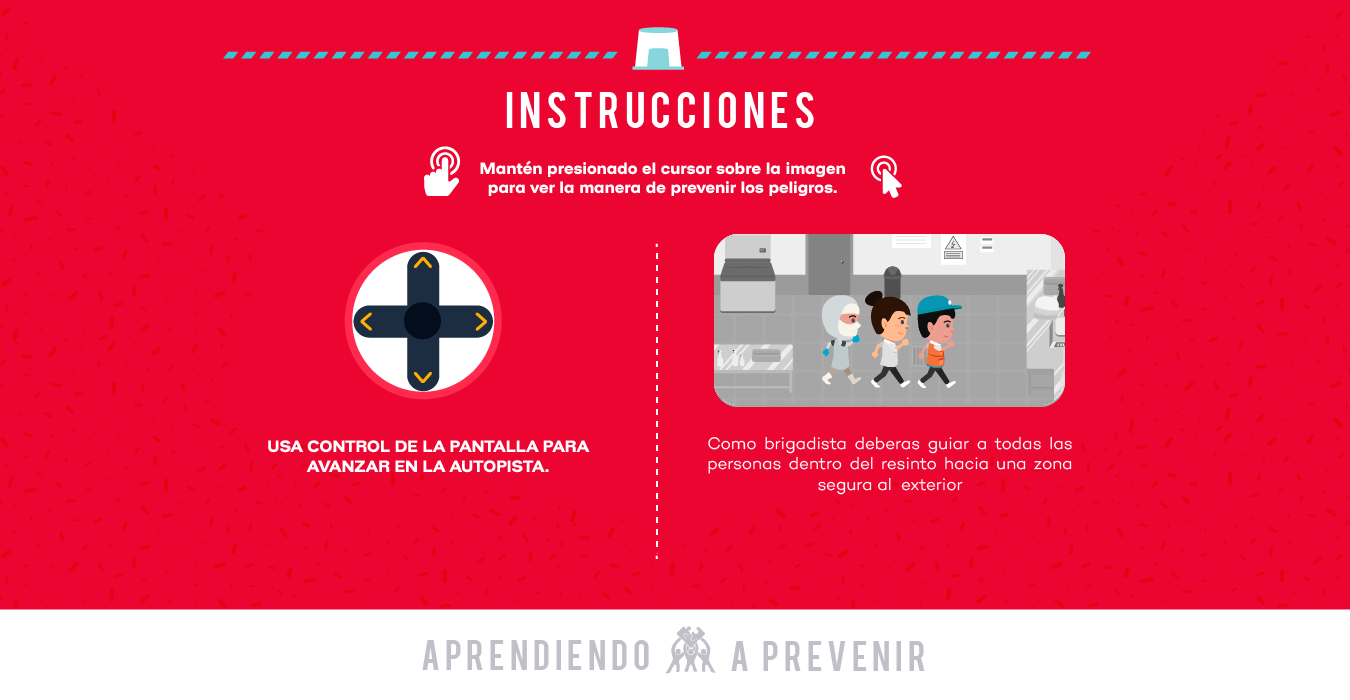 INSTRUCCIONES
Mantén presionado el cursor sobre la imagen
para ver la manera de prevenir los peligros.
USA CONTROL DE LA PANTALLA PARA
AVANZAR EN LA AUTOPISTA.
Como brigadista deberas guiar a todas las
personas dentro del resinto hacia una zona
segura al exterior
APRENDIENDO A PREVENIR